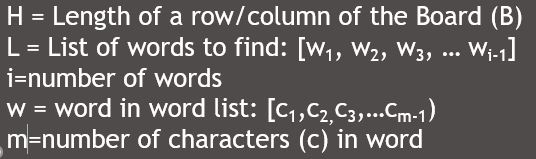 H = Length of a row/column of the Board (B)
L = List of words to find: [w₁, w₂, w₃, ... wᵢ₋₁]
i=number of words
w = word in word list: [c₁,c₂,c₃,...cₘ₋₁)
m=number of characters (c) in word